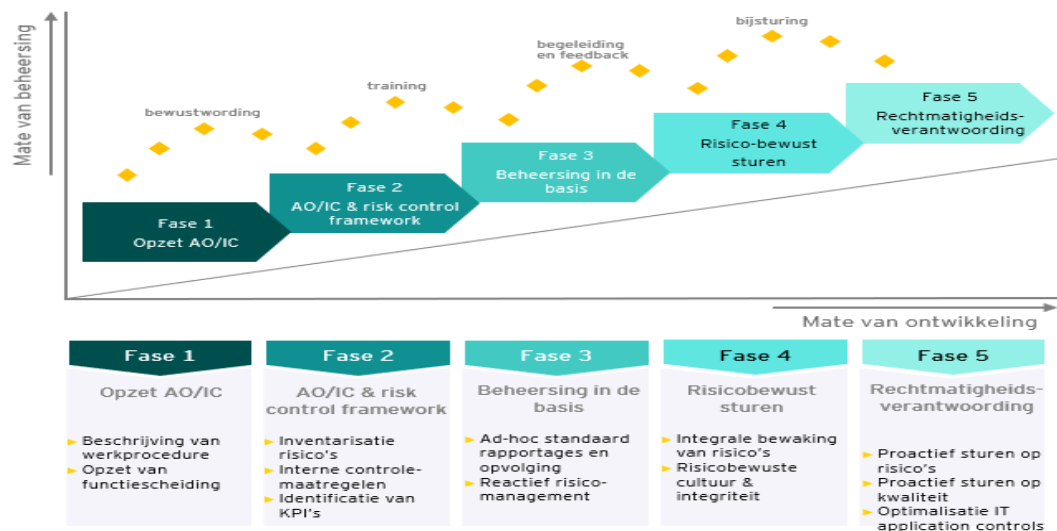 Mate van beheersing
bewustwording
training
begeleiding
en feedback
bijsturing
Fase 1
Opzet AO/IC
Fase 2
AO/IC & risk control
framework
Fase 3
Beheersing in de
basis
Fase 4
Risico-bewust
sturen
Fase 5
Rechtmatigheids-
verantwoording
Mate van ontwikkeling
Fase 1
Opzet AO/IC
Beschrijving van
werkprocedure
Opzet van
functiescheiding
Fase 2
AO/IC & risk
control framework
Inventarisatie
risico's
Interne controle-
maatregelen
Identificatie van
KPI's
Fase 3
Beheersing in de
basis
Ad-hoc standaard
rapportages en
opvolging
Reactief risico-
management
Fase 4
Risicobewust
sturen
Integrale bewaking
van risico's
Risicobewuste
cultuur &
integriteit
Fase 5
Rechtmatigheids-
verantwoording
Proactief sturen op
risico's
Proactief sturen op
kwaliteit
Optimalisatie IT
application controls